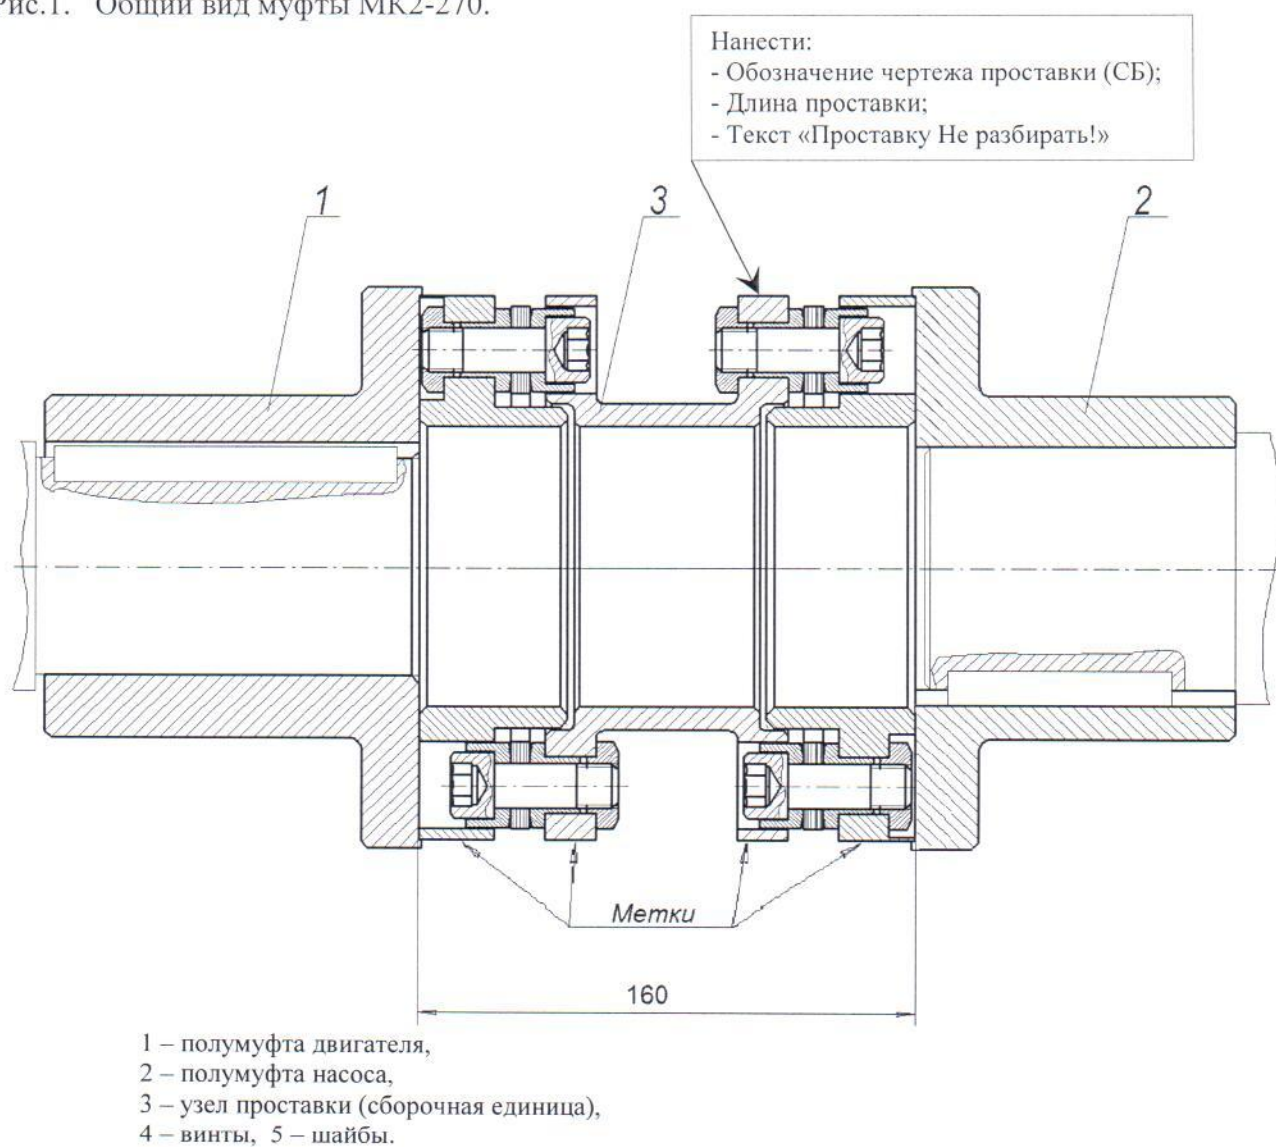 Рис.1. Общий вид муфты МК2-270.
Нанести:
- Обозначение чертежа проставки (СБ);
- Длина проставки;
- Текст «Проставку Не разбирать!»
1
3
2
Метки
160
1 – полумуфта двигателя,
2 – полумуфта насоса,
3 – узел проставки (сборочная единица),
4 – винты, 5 – шайбы.